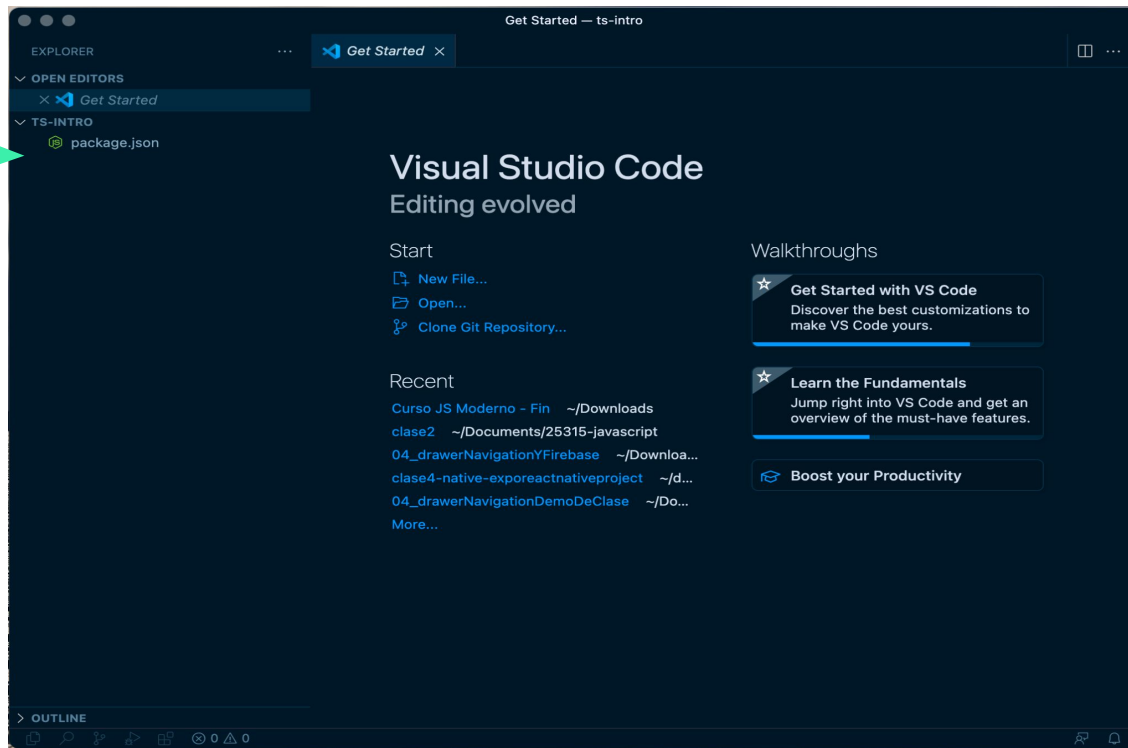 Get Started — ts-intro
EXPLORER
Get Started
OPEN EDITORS
Get Started
TS-INTRO
package.json
Visual Studio Code
Editing evolved
Start
New File...
Open...
Clone Git Repository...
Recent
Curso JS Moderno - Fin ~/Downloads
clase2 ~/Documents/25315-javascript
04_drawerNavigationYFirebase ~/Downloa...
clase4-native-exporeactnativeproject ~/d...
04_drawerNavigationDemoDeClase ~/Do...
More...
Walkthroughs
Get Started with VS Code
Discover the best customizations to
make VS Code yours.
Learn the Fundamentals
Jump right into VS Code and get an
overview of the must-have features.
Boost your Productivity
OUTLINE
0 0